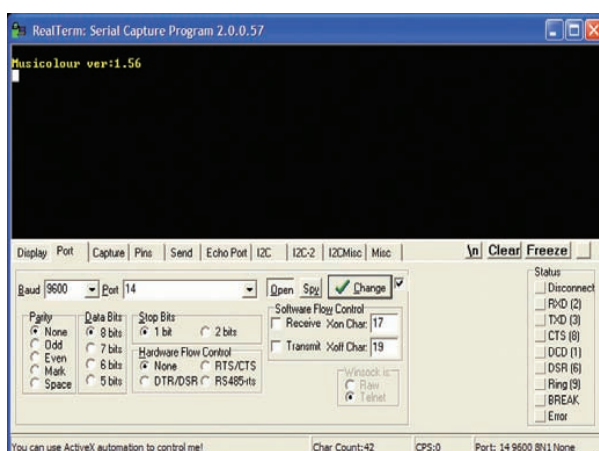 RealTerm: Serial Capture Program 2.0.0.57
Musicolour ver:1.56
Display Port Capture Pins Send Echo Port I2C I2C-2 I2CMisc Misc \n Clear Freeze
Baud 9600 Port 14 Open Spy Change
Parity
None
Odd
Even
Mark
Space
Data Bits
8 bits
7 bits
6 bits
5 bits
Stop Bits
1 bit 2 bits
Hardware Flow Control
None RTS/CTS
DTR/DSR RS485-rts
Software Flow Control
Receive Xon Char: 17
Transmit Xoff Char: 19
Winsock is:
Raw
Telnet
Status
Disconnect
RXD (2)
TXD (3)
CTS (8)
DCD (1)
DSR (6)
Ring (9)
BREAK
Error
You can use ActiveX automation to control me! Char Count:42 CPS:0 Port: 14 9600 8N1 None